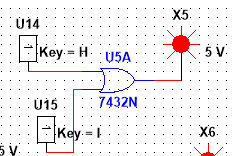 U14
X5
Key = H
U5A
5 V
7432N
U15
Key = I
X6
5 V